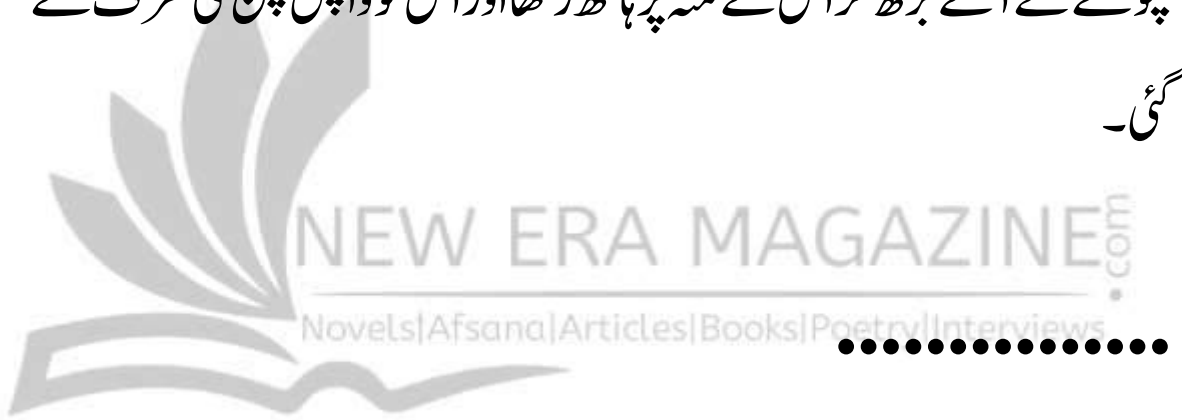 نے آگے بڑھ کر اس کے منہ پر ہاتھ رکھا اور اس کو واپس کچن کی طرف لے
گئی۔
NEW ERA MAGAZINE.com
Novels|Afsana|Articles|Books|Poetry|Interviews
●●●●●●●●●●●●●●●